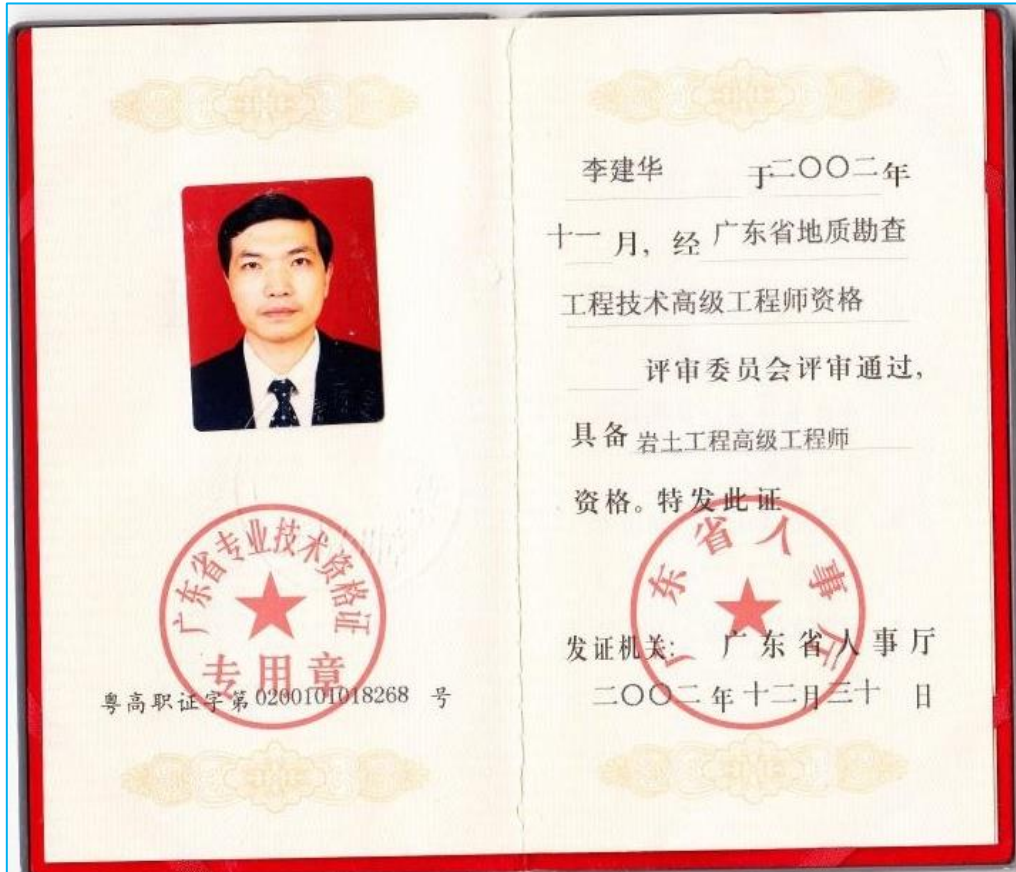 广东省专业技术资格证
专用章
粤高职证字第0200101018268 号
李建华 于二〇〇二年
十一月，经广东省地质勘查
工程技术高级工程师资格
评审委员会评审通过，
具备岩土工程高级工程师
资格。特发此证
广东省人事厅
发证机关：广东省人事厅
二〇〇二年十二月三十日